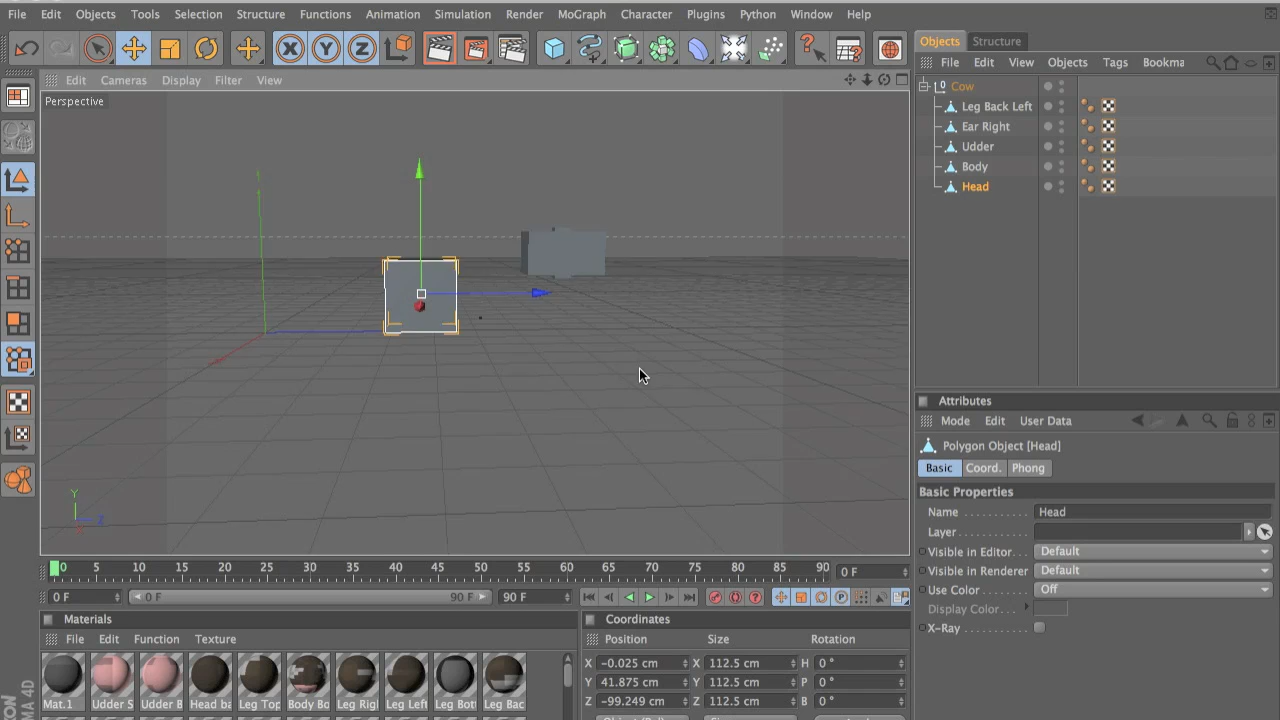 File Edit Objects Tools Selection Structure Functions Animation Simulation Render MoGraph Character Plugins Python Window Help
Objects Structure
File Edit View Objects Tags Bookma
Edit Cameras Display Filter View
Perspective
Cow
Leg Back Left
Ear Right
Udder
Body
Head
Attributes
Mode Edit User Data
Polygon Object [Head]
Basic Coord. Phong
Basic Properties
Name Head
Layer
Visible in Editor Default
Visible in Renderer Default
Use Color Off
Display Color
X-Ray
Y
Z
0 5 10 15 20 25 30 35 40 45 50 55 60 65 70 75 80 85 90 0 F
0 F 0 F 90 F 90 F
Materials
File Edit Function Texture
Mat.1 Udder S Udder B Head ba Leg Top Body Bo Leg Rig Leg Left Leg Bot Leg Bac
Coordinates
Position Size Rotation
X -0.025 cm X 112.5 cm H 0 °
Y 41.875 cm Y 112.5 cm P 0 °
Z -99.249 cm Z 112.5 cm B 0 °